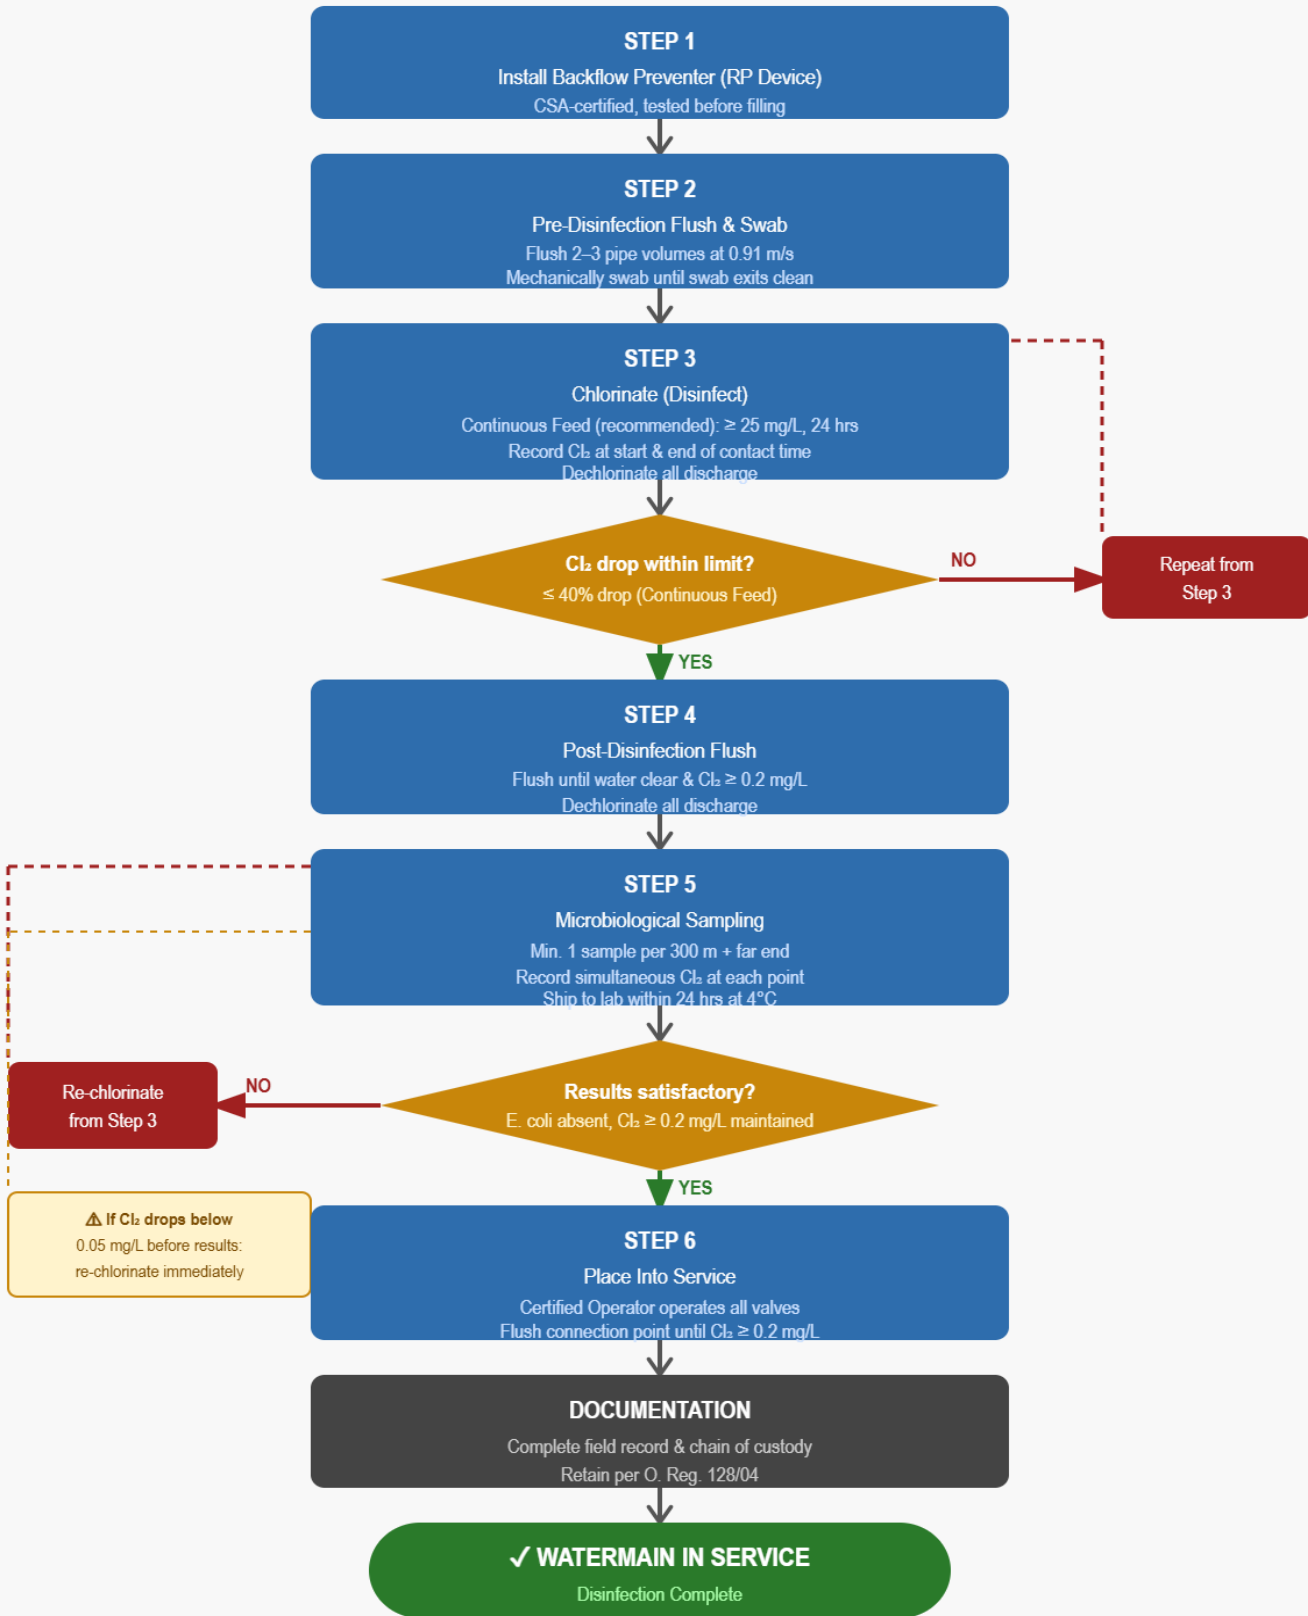 STEP 1
Install Backflow Preventer (RP Device)
CSA-certified, tested before filling
STEP 2
Pre-Disinfection Flush & Swab
Flush 2–3 pipe volumes at 0.91 m/s
Mechanically swab until swab exits clean
STEP 3
Chlorinate (Disinfect)
Continuous Feed (recommended): ≥ 25 mg/L, 24 hrs
Record Cl₂ at start & end of contact time
Dechlorinate all discharge
Cl₂ drop within limit?
≤ 40% drop (Continuous Feed)
NO
Repeat from
Step 3
YES
STEP 4
Post-Disinfection Flush
Flush until water clear & Cl₂ ≥ 0.2 mg/L
Dechlorinate all discharge
STEP 5
Microbiological Sampling
Min. 1 sample per 300 m + far end
Record simultaneous Cl₂ at each point
Ship to lab within 24 hrs at 4°C
Results satisfactory?
E. coli absent, Cl₂ ≥ 0.2 mg/L maintained
NO
Re-chlorinate
from Step 3
YES
⚠ If Cl₂ drops below
0.05 mg/L before results:
re-chlorinate immediately
STEP 6
Place Into Service
Certified Operator operates all valves
Flush connection point until Cl₂ ≥ 0.2 mg/L
DOCUMENTATION
Complete field record & chain of custody
Retain per O. Reg. 128/04
✓ WATERMAIN IN SERVICE
Disinfection Complete